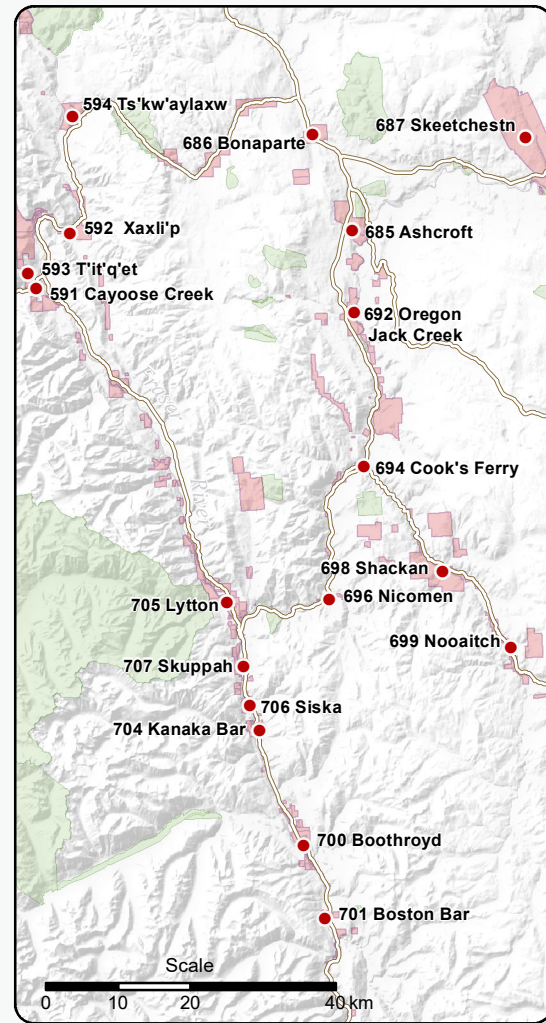 594 Ts'kw'aylaxw
687 Skeetchestn
686 Bonaparte
592 Xaxli'p
685 Ashcroft
593 T'it'q'et
591 Cayoose Creek
692 Oregon
Jack Creek
River
694 Cook's Ferry
698 Shackan
696 Nicomen
705 Lytton
699 Nooaitch
707 Skuppah
706 Siska
704 Kanaka Bar
700 Boothroyd
701 Boston Bar
Scale
0 10 20 40 km